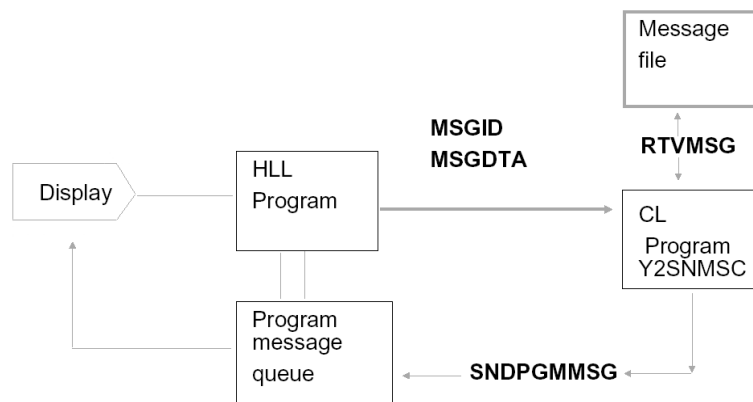 Message
file
MSGID
MSGDTA
RTVMSG
HLL
Program
Display
CL
Program
Y2SNMSC
Program
message
queue
SNDPGMMSG